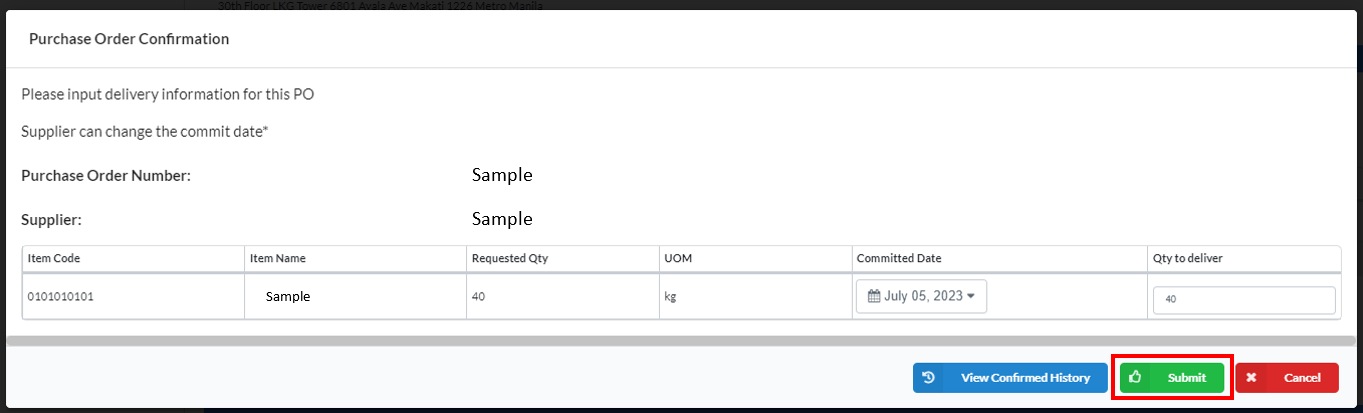 30th Floor LKG Tower 6801 Ayala Ave Makati 1226 Metro Manila
Purchase Order Confirmation
Please input delivery information for this PO
Supplier can change the commit date*
Purchase Order Number: Sample
Supplier: Sample
Item Code Item Name Requested Qty UOM Committed Date Qty to deliver
0101010101 Sample 40 kg July 05, 2023 40
View Confirmed History Submit Cancel